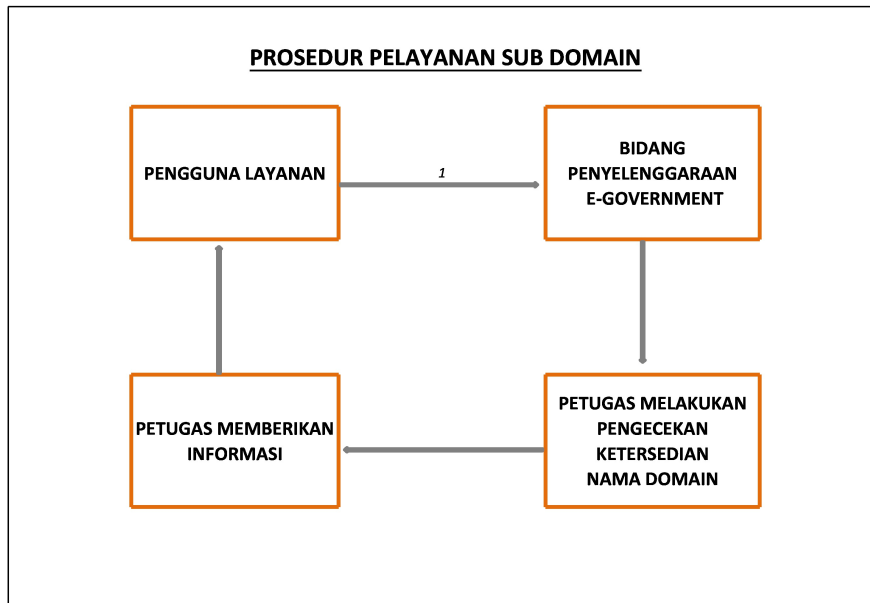 PROSEDUR PELAYANAN SUB DOMAIN
PENGGUNA LAYANAN
1
BIDANG
PENYELENGGARAAN
E-GOVERNMENT
PETUGAS MEMBERIKAN
INFORMASI
PETUGAS MELAKUKAN
PENGECEKAN
KETERSEDIAN
NAMA DOMAIN